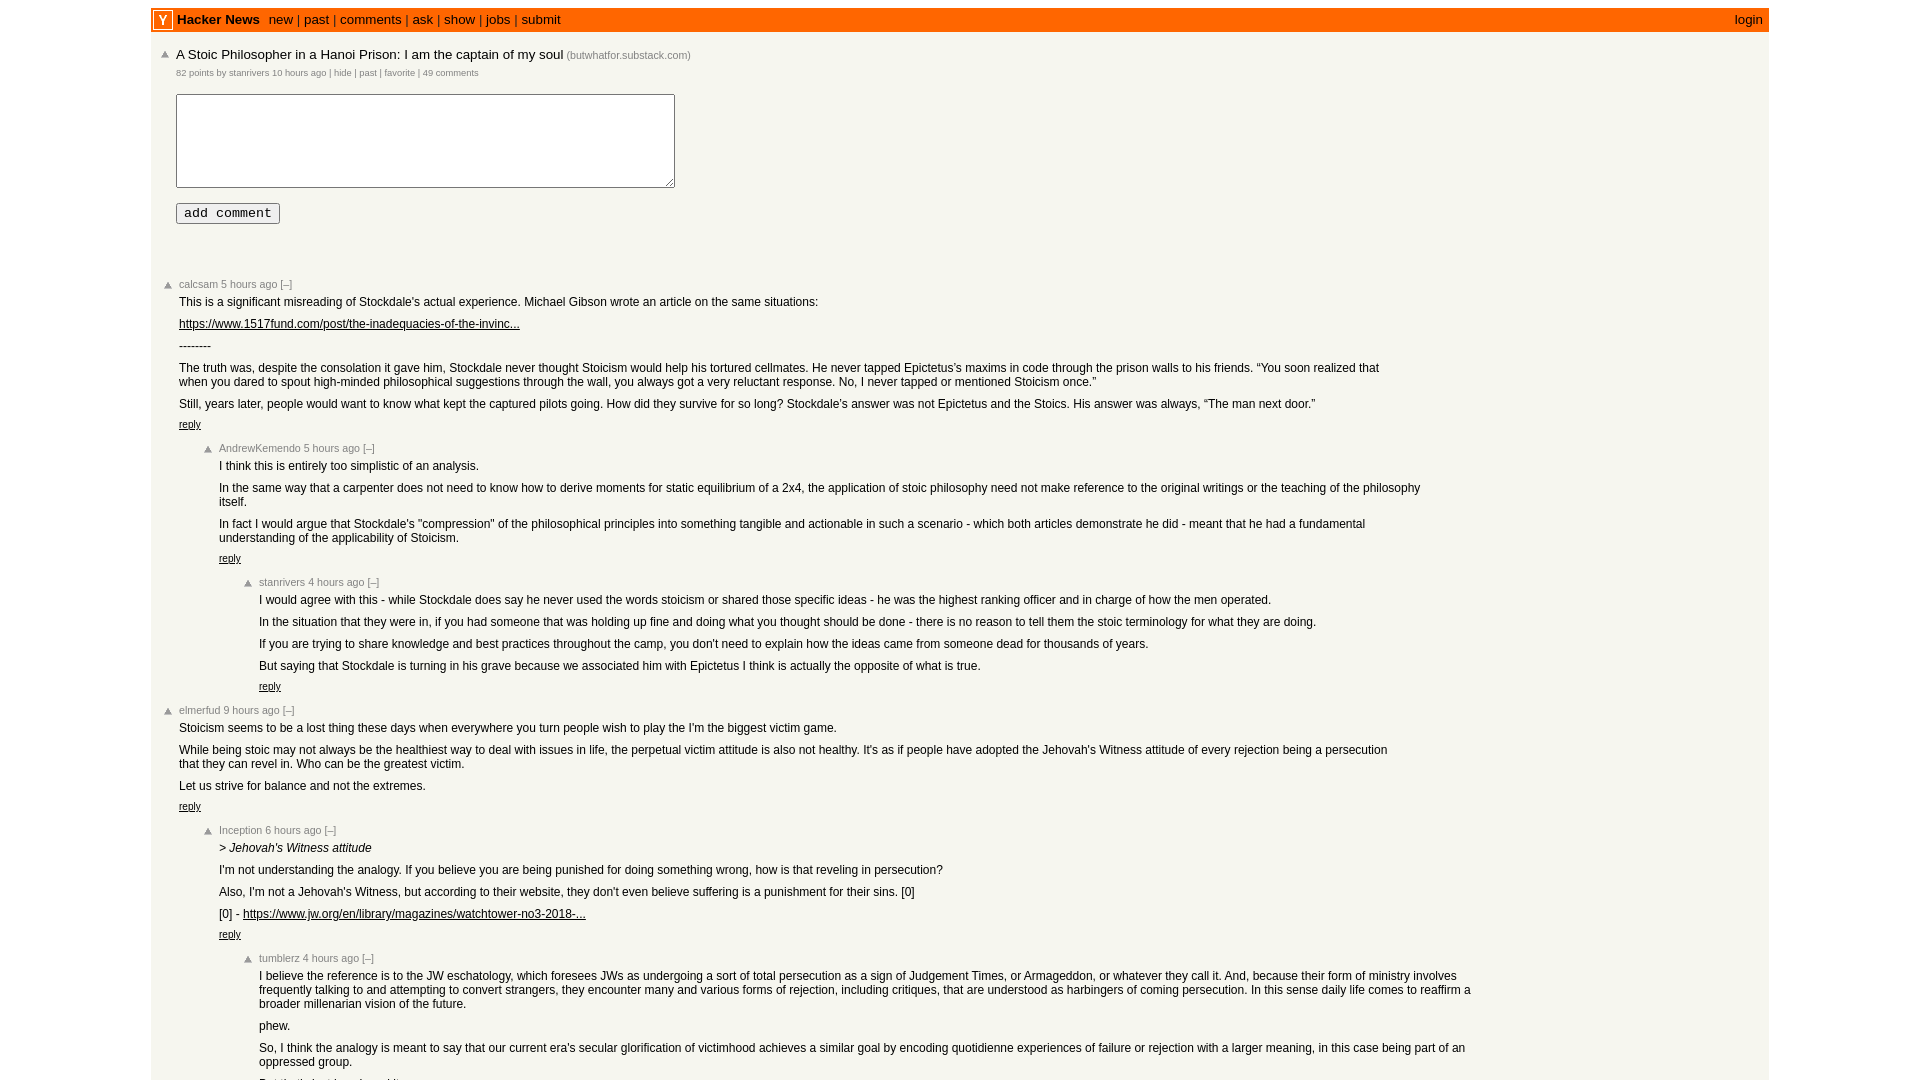 Y Hacker News new | past | comments | ask | show | jobs | submit login
A Stoic Philosopher in a Hanoi Prison: I am the captain of my soul (butwhatfor.substack.com)
82 points by stanrivers 10 hours ago | hide | past | favorite | 49 comments
add comment
calcsam 5 hours ago [–]
This is a significant misreading of Stockdale's actual experience. Michael Gibson wrote an article on the same situations:
https://www.1517fund.com/post/the-inadequacies-of-the-invinc...
--------
The truth was, despite the consolation it gave him, Stockdale never thought Stoicism would help his tortured cellmates. He never tapped Epictetus’s maxims in code through the prison walls to his friends. “You soon realized that
when you dared to spout high-minded philosophical suggestions through the wall, you always got a very reluctant response. No, I never tapped or mentioned Stoicism once.”
Still, years later, people would want to know what kept the captured pilots going. How did they survive for so long? Stockdale’s answer was not Epictetus and the Stoics. His answer was always, “The man next door.”
reply
AndrewKemendo 5 hours ago [–]
I think this is entirely too simplistic of an analysis.
In the same way that a carpenter does not need to know how to derive moments for static equilibrium of a 2x4, the application of stoic philosophy need not make reference to the original writings or the teaching of the philosophy
itself.
In fact I would argue that Stockdale's "compression" of the philosophical principles into something tangible and actionable in such a scenario - which both articles demonstrate he did - meant that he had a fundamental
understanding of the applicability of Stoicism.
reply
stanrivers 4 hours ago [–]
I would agree with this - while Stockdale does say he never used the words stoicism or shared those specific ideas - he was the highest ranking officer and in charge of how the men operated.
In the situation that they were in, if you had someone that was holding up fine and doing what you thought should be done - there is no reason to tell them the stoic terminology for what they are doing.
If you are trying to share knowledge and best practices throughout the camp, you don't need to explain how the ideas came from someone dead for thousands of years.
But saying that Stockdale is turning in his grave because we associated him with Epictetus I think is actually the opposite of what is true.
reply
elmerfud 9 hours ago [–]
Stoicism seems to be a lost thing these days when everywhere you turn people wish to play the I'm the biggest victim game.
While being stoic may not always be the healthiest way to deal with issues in life, the perpetual victim attitude is also not healthy. It's as if people have adopted the Jehovah's Witness attitude of every rejection being a persecution
that they can revel in. Who can be the greatest victim.
Let us strive for balance and not the extremes.
reply
Inception 6 hours ago [–]
> Jehovah's Witness attitude
I'm not understanding the analogy. If you believe you are being punished for doing something wrong, how is that reveling in persecution?
Also, I'm not a Jehovah's Witness, but according to their website, they don't even believe suffering is a punishment for their sins. [0]
[0] - https://www.jw.org/en/library/magazines/watchtower-no3-2018-...
reply
tumblerz 4 hours ago [–]
I believe the reference is to the JW eschatology, which foresees JWs as undergoing a sort of total persecution as a sign of Judgement Times, or Armageddon, or whatever they call it. And, because their form of ministry involves
frequently talking to and attempting to convert strangers, they encounter many and various forms of rejection, including critiques, that are understood as harbingers of coming persecution. In this sense daily life comes to reaffirm a
broader millenarian vision of the future.
phew.
So, I think the analogy is meant to say that our current era's secular glorification of victimhood achieves a similar goal by encoding quotidienne experiences of failure or rejection with a larger meaning, in this case being part of an
oppressed group.